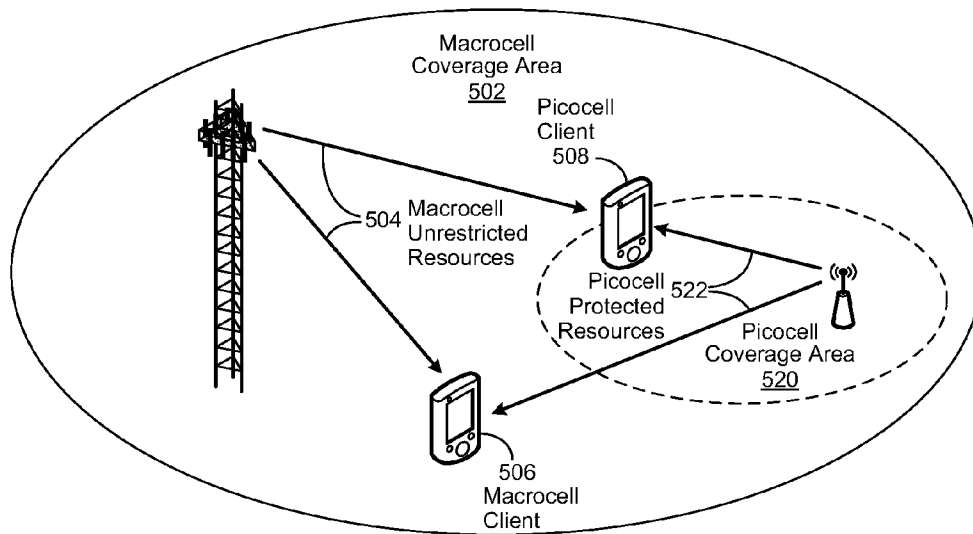 Macrocell
Coverage Area
502
Picocell
Client
508
504
Macrocell
Unrestricted
Resources
Picocell
Protected
Resources
522
Picocell
Coverage Area
520
506
Macrocell
Client